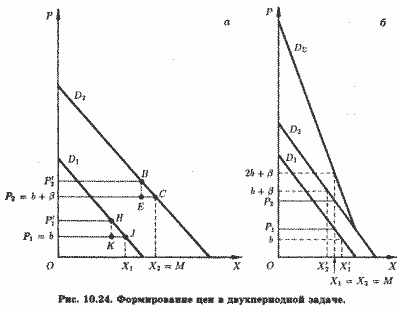 P
а
D₂
D₁
P′₂
B
P₂ = b + β
E
C
P′₁
H
P₁ = b
K
J
O
X₁
X₂ = M
X
P
б
D_Σ
D₂
D₁
2b + β
b + β
P₂
P₁
b
O
X′₂
X′₁
X
X₁ = X₂ = M
Рис. 10.24. Формирование цен в двухпериодной задаче.